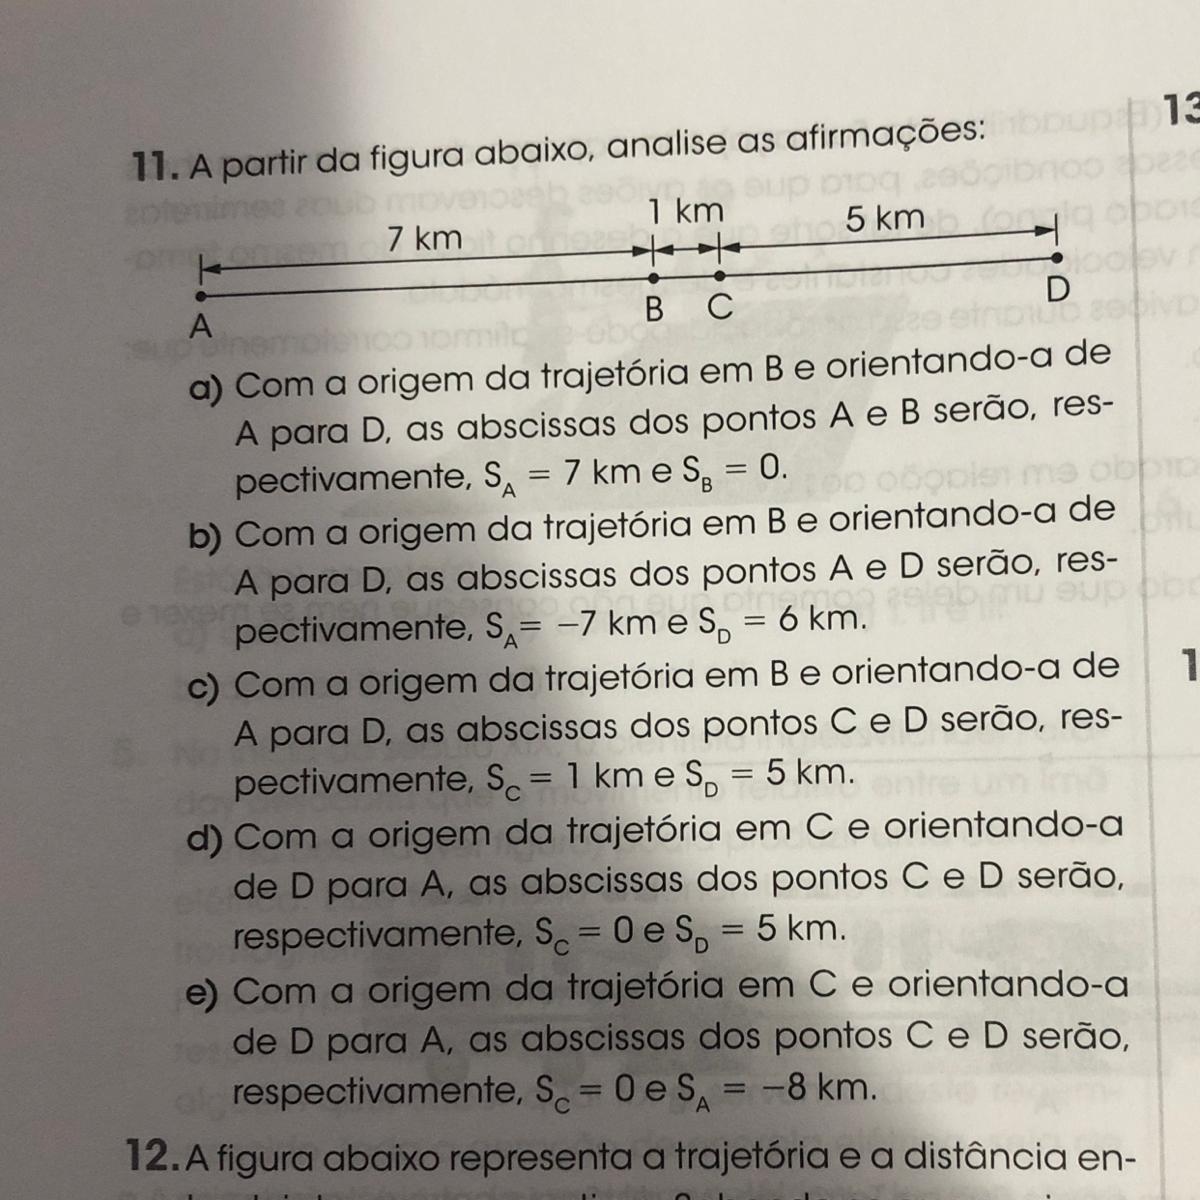 13
11. A partir da figura abaixo, analise as afirmações:
7 km 1 km 5 km
A B C D
a) Com a origem da trajetória em B e orientando-a de
A para D, as abscissas dos pontos A e B serão, res-
pectivamente, S_A = 7 km e S_B = 0.
b) Com a origem da trajetória em B e orientando-a de
A para D, as abscissas dos pontos A e D serão, res-
pectivamente, S_A = –7 km e S_D = 6 km.
c) Com a origem da trajetória em B e orientando-a de
A para D, as abscissas dos pontos C e D serão, res-
pectivamente, S_C = 1 km e S_D = 5 km.
d) Com a origem da trajetória em C e orientando-a
de D para A, as abscissas dos pontos C e D serão,
respectivamente, S_C = 0 e S_D = 5 km.
e) Com a origem da trajetória em C e orientando-a
de D para A, as abscissas dos pontos C e D serão,
respectivamente, S_C = 0 e S_A = –8 km.
12. A figura abaixo representa a trajetória e a distância en-
1